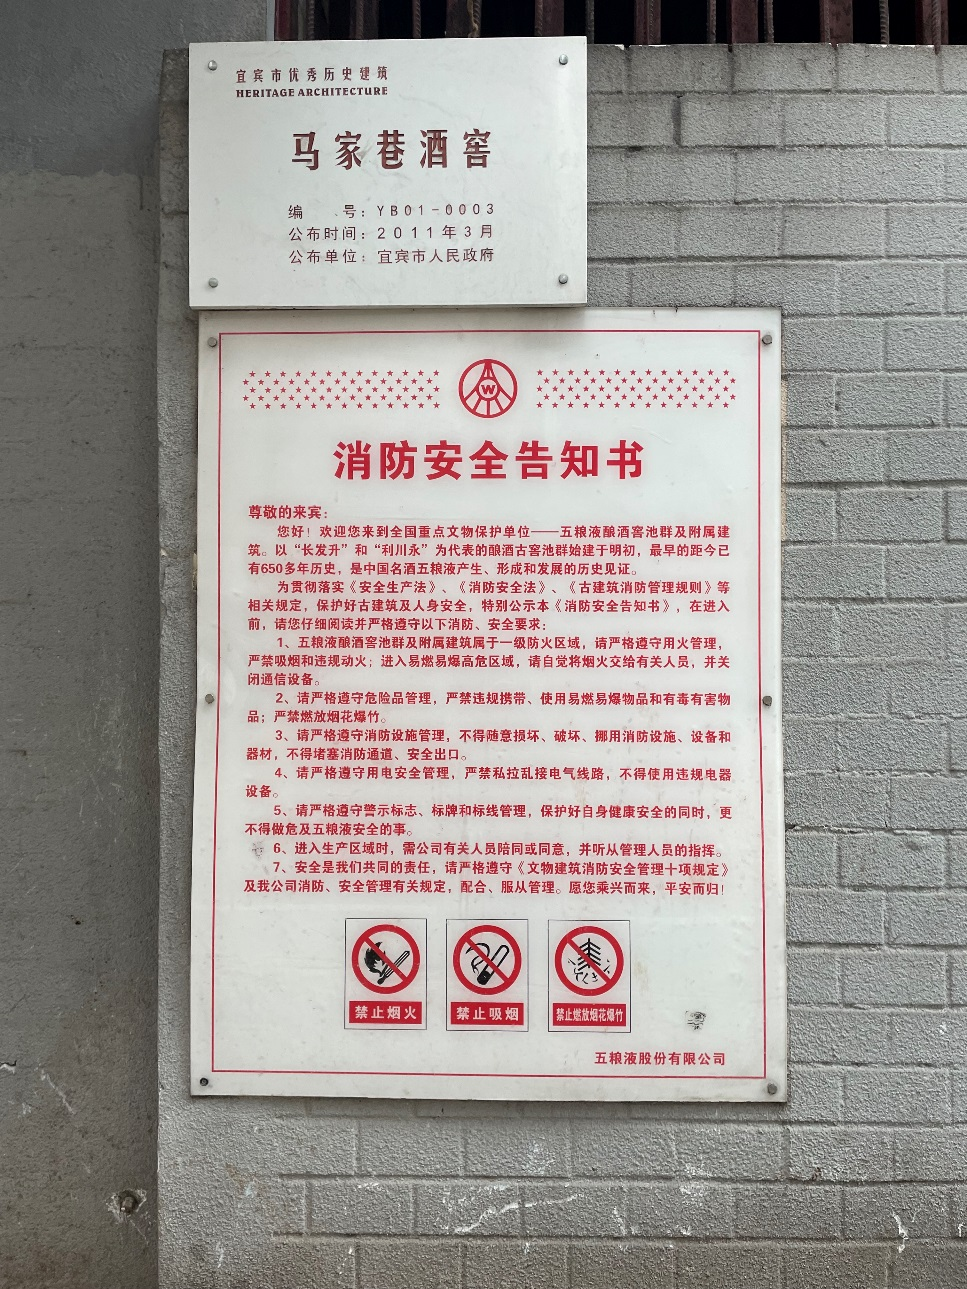 宜宾市优秀历史建筑
HERITAGE ARCHITECTURE
马家巷酒窖
编　　号：YB01-0003
公布时间：2011年3月
公布单位：宜宾市人民政府
W
消防安全告知书
尊敬的来宾：
您好！欢迎您来到全国重点文物保护单位——五粮液酿酒窖池群及附属建
筑。以“长发升”和“利川永”为代表的酿酒古窖池群始建于明初，最早的距今已
有650多年历史，是中国名酒五粮液产生、形成和发展的历史见证。
为贯彻落实《安全生产法》、《消防安全法》、《古建筑消防管理规则》等
相关规定，保护好古建筑及人身安全，特别公示本《消防安全告知书》，在进入
前，请您仔细阅读并严格遵守以下消防、安全要求：
1、五粮液酿酒窖池群及附属建筑属于一级防火区域，请严格遵守用火管理，
严禁吸烟和违规动火；进入易燃易爆高危区域，请自觉将烟火交给有关人员，并关
闭通信设备。
2、请严格遵守危险品管理，严禁违规携带、使用易燃易爆物品和有毒有害物
品；严禁燃放烟花爆竹。
3、请严格遵守消防设施管理，不得随意损坏、破坏、挪用消防设施、设备和
器材，不得堵塞消防通道、安全出口。
4、请严格遵守用电安全管理，严禁私拉乱接电气线路，不得使用违规电器
设备。
5、请严格遵守警示标志、标牌和标线管理，保护好自身健康安全的同时，更
不得做危及五粮液安全的事。
6、进入生产区域时，需公司有关人员陪同或同意，并听从管理人员的指挥。
7、安全是我们共同的责任，请严格遵守《文物建筑消防安全管理十项规定》
及我公司消防、安全管理有关规定，配合、服从管理。愿您乘兴而来，平安而归！
禁止烟火
禁止吸烟
禁止燃放烟花爆竹
五粮液股份有限公司